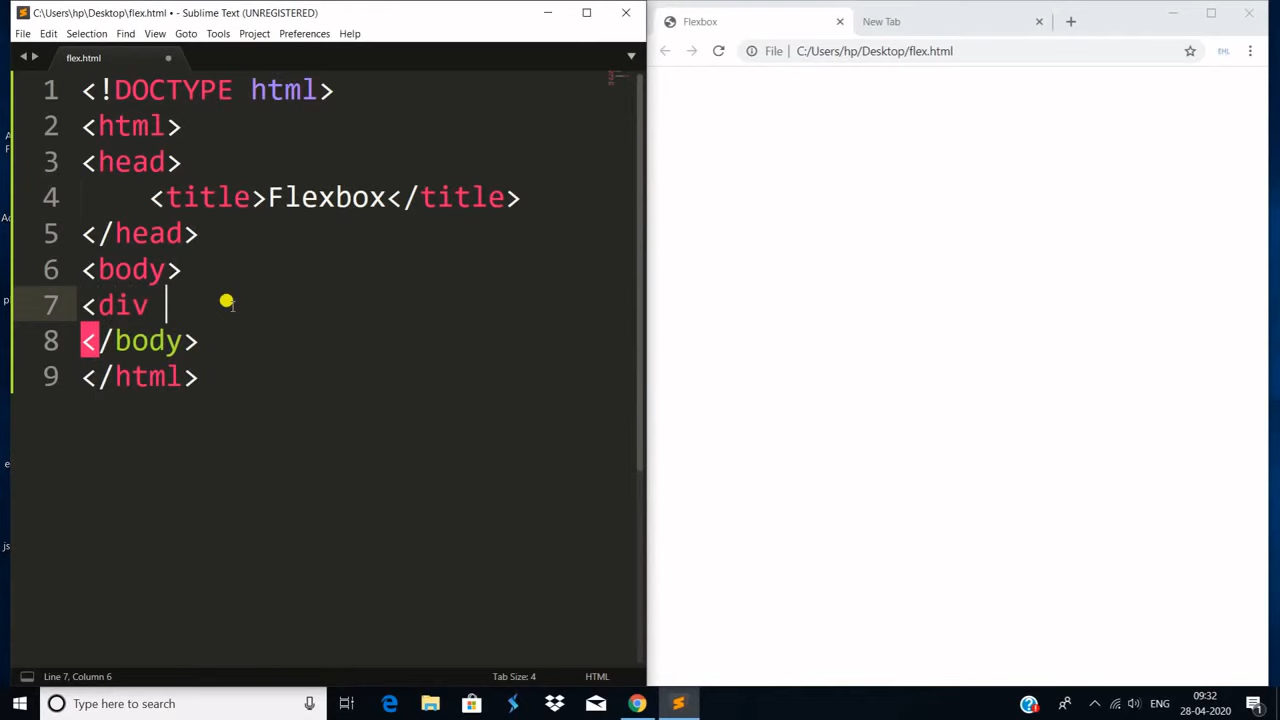 C:\Users\hp\Desktop\flex.html • - Sublime Text (UNREGISTERED)
File Edit Selection Find View Goto Tools Project Preferences Help
flex.html
1 <!DOCTYPE html>
2 <html>
3 <head>
4 <title>Flexbox</title>
5 </head>
6 <body>
7 <div
8 </body>
9 </html>
Line 7, Column 6 Tab Size: 4 HTML
Flexbox New Tab
File C:/Users/hp/Desktop/flex.html EHL
Type here to search
ENG
09:32
28-04-2020
1